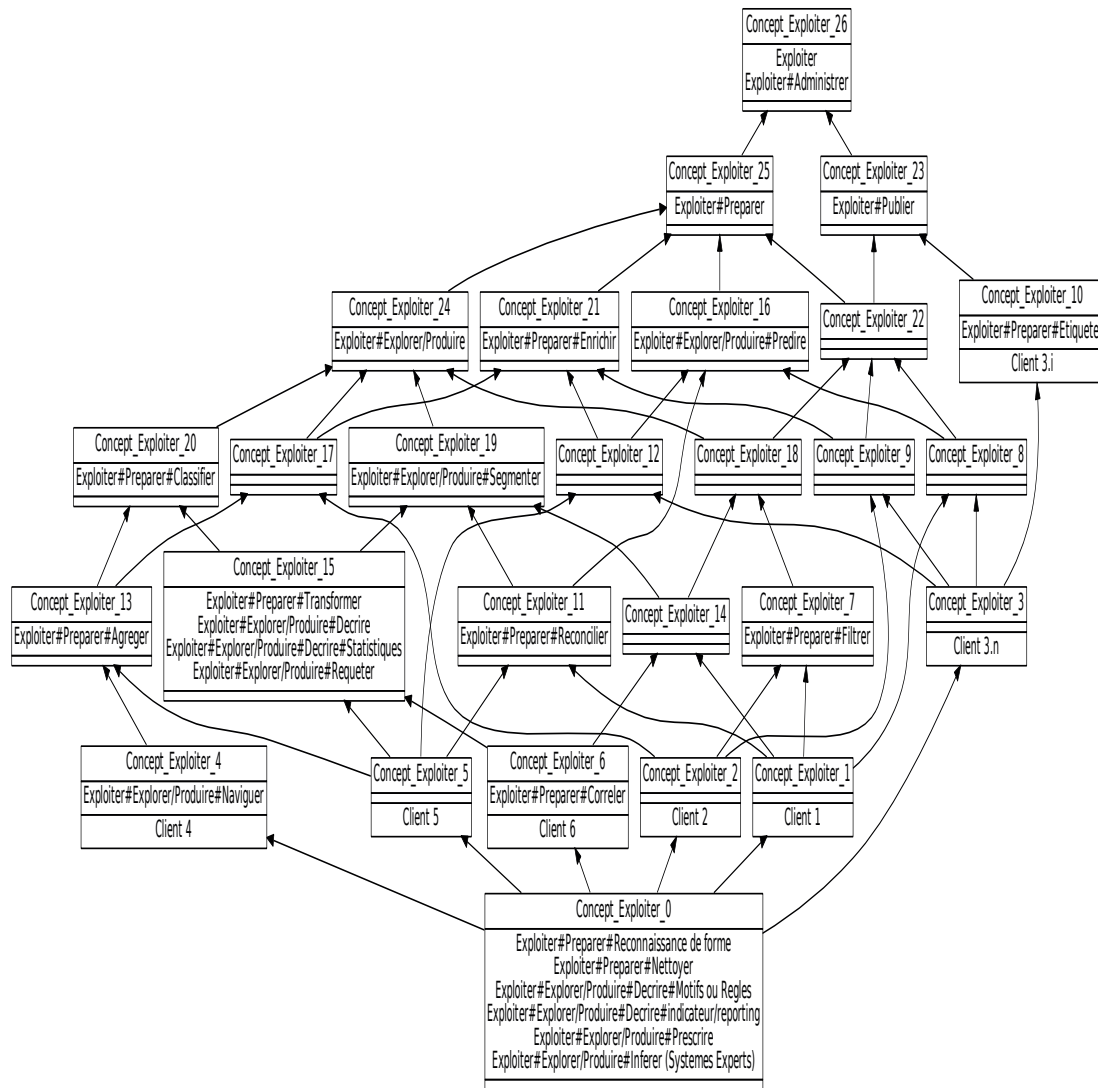 Concept_Exploiter_26
Exploiter
Exploiter#Administrer
Concept_Exploiter_25
Exploiter#Preparer
Concept_Exploiter_23
Exploiter#Publier
Concept_Exploiter_24
Exploiter#Explorer/Produire
Concept_Exploiter_21
Exploiter#Preparer#Enrichir
Concept_Exploiter_16
Exploiter#Explorer/Produire#Predire
Concept_Exploiter_22
Concept_Exploiter_10
Exploiter#Preparer#Etiquete
Client 3.i
Concept_Exploiter_20
Exploiter#Preparer#Classifier
Concept_Exploiter_17
Concept_Exploiter_19
Exploiter#Explorer/Produire#Segmenter
Concept_Exploiter_12
Concept_Exploiter_18
Concept_Exploiter_9
Concept_Exploiter_8
Concept_Exploiter_13
Exploiter#Preparer#Agreger
Concept_Exploiter_15
Exploiter#Preparer#Transformer
Exploiter#Explorer/Produire#Decrire
Exploiter#Explorer/Produire#Decrire#Statistiques
Exploiter#Explorer/Produire#Requeter
Concept_Exploiter_11
Exploiter#Preparer#Reconcilier
Concept_Exploiter_14
Concept_Exploiter_7
Exploiter#Preparer#Filtrer
Concept_Exploiter_3
Client 3.n
Concept_Exploiter_4
Exploiter#Explorer/Produire#Naviguer
Client 4
Concept_Exploiter_5
Client 5
Concept_Exploiter_6
Exploiter#Preparer#Correler
Client 6
Concept_Exploiter_2
Client 2
Concept_Exploiter_1
Client 1
Concept_Exploiter_0
Exploiter#Preparer#Reconnaissance de forme
Exploiter#Preparer#Nettoyer
Exploiter#Explorer/Produire#Decrire#Motifs ou Regles
Exploiter#Explorer/Produire#Decrire#indicateur/reporting
Exploiter#Explorer/Produire#Prescrire
Exploiter#Explorer/Produire#Inferer (Systemes Experts)